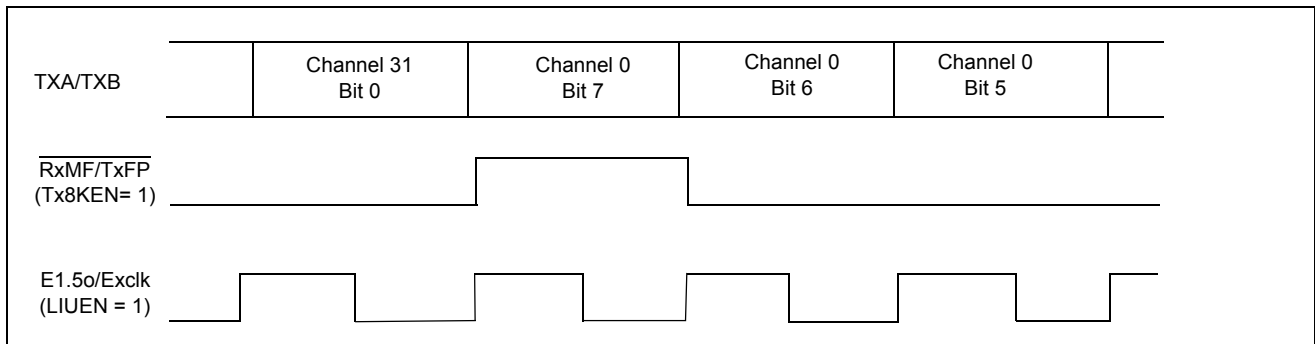 TXA/TXB
Channel 31
Bit 0
Channel 0
Bit 7
Channel 0
Bit 6
Channel 0
Bit 5
RxMF/TxFP
(Tx8KEN= 1)
E1.5o/Exclk
(LIUEN = 1)